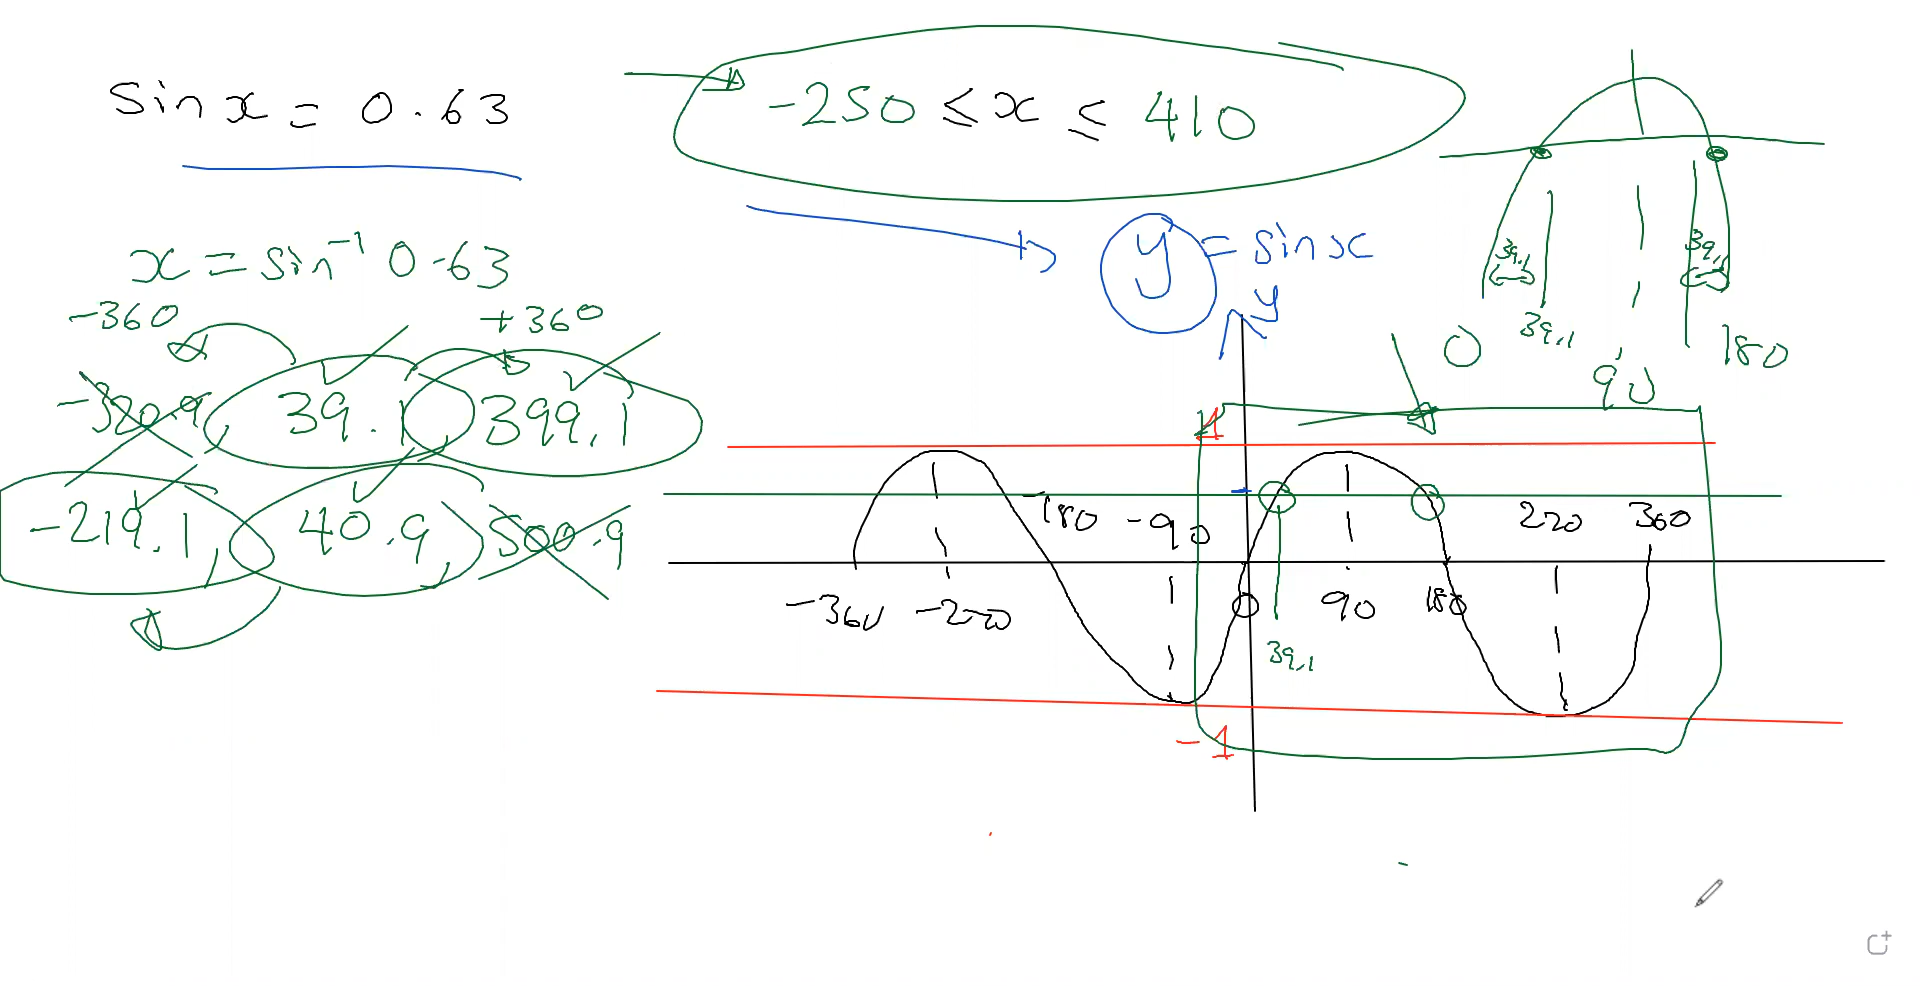 sin x = 0.63
-250 ≤ x ≤ 410
y = sin x
x = sin⁻¹ 0.63
-360
+360
-320.9 39.1 399.1
-219.1 40.9 500.9
39.1 39.1
0 39.1 90 180
y
1
-180 -90 270 360
-360 -270 0 90 180
39.1
-1